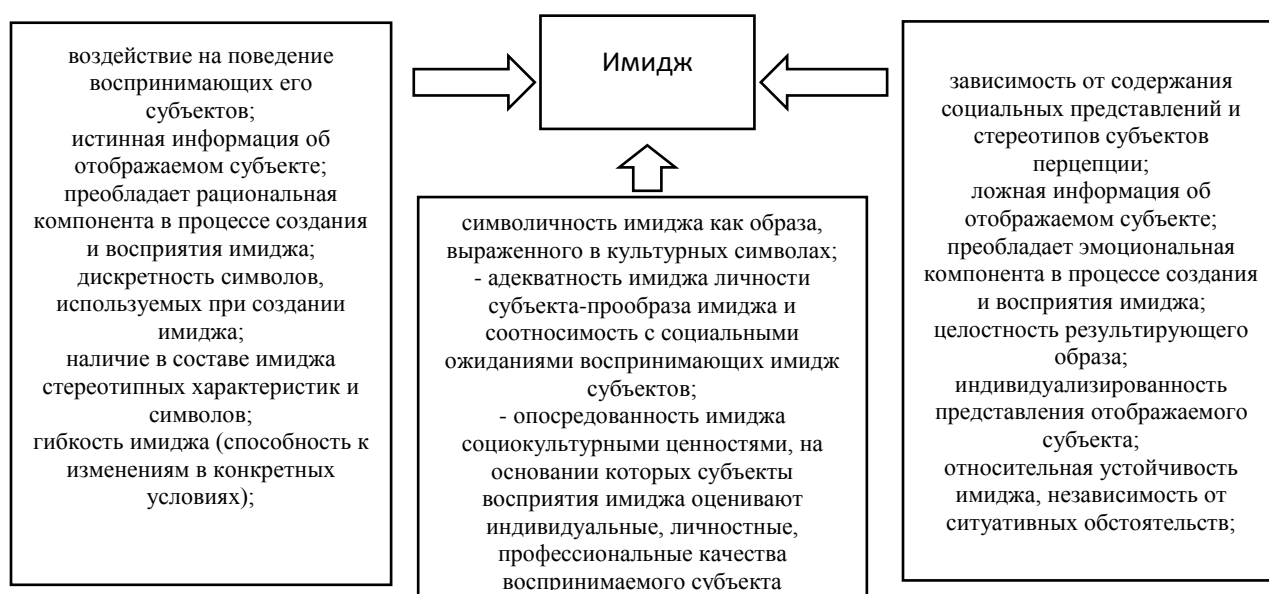 воздействие на поведение
воспринимающих его
субъектов;
истинная информация об
отображаемом субъекте;
преобладает рациональная
компонента в процессе создания
и восприятия имиджа;
дискретность символов,
используемых при создании
имиджа;
наличие в составе имиджа
стереотипных характеристик и
символов;
гибкость имиджа (способность к
изменениям в конкретных
условиях);
Имидж
символичность имиджа как образа,
выраженного в культурных символах;
- адекватность имиджа личности
субъекта-прообраза имиджа и
соотносимость с социальными
ожиданиями воспринимающих имидж
субъектов;
- опосредованность имиджа
социокультурными ценностями, на
основании которых субъекты
восприятия имиджа оценивают
индивидуальные, личностные,
профессиональные качества
воспринимаемого субъекта
зависимость от содержания
социальных представлений и
стереотипов субъектов
перцепции;
ложная информация об
отображаемом субъекте;
преобладает эмоциональная
компонента в процессе создания
и восприятия имиджа;
целостность результирующего
образа;
индивидуализированность
представления отображаемого
субъекта;
относительная устойчивость
имиджа, независимость от
ситуативных обстоятельств;